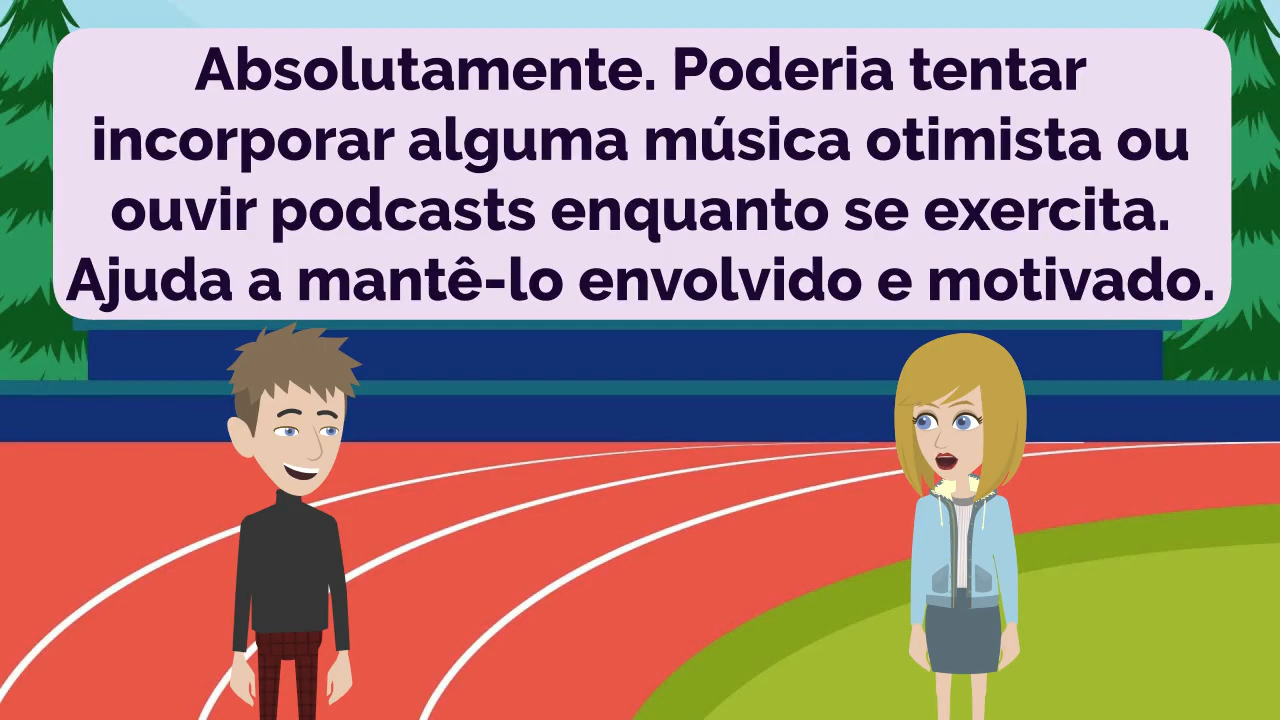 Absolutamente. Poderia tentar
incorporar alguma música otimista ou
ouvir podcasts enquanto se exercita.
Ajuda a mantê-lo envolvido e motivado.